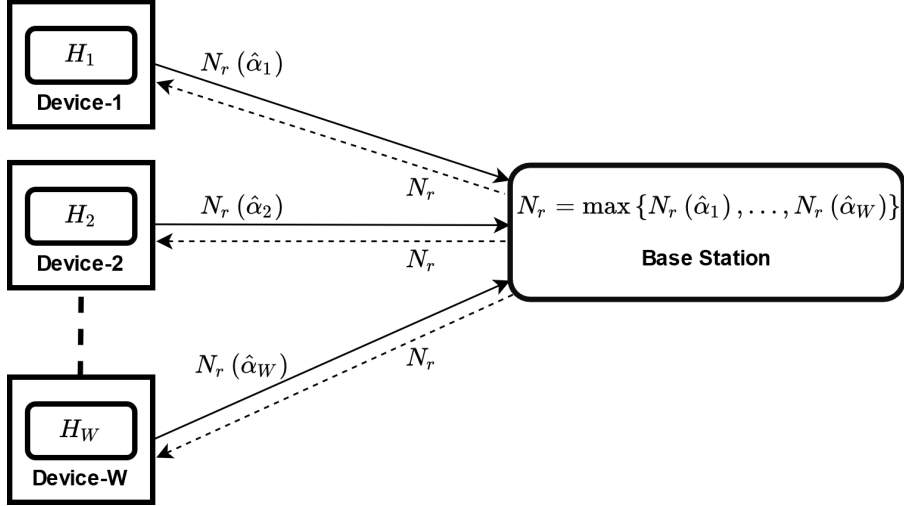 H_1
Device-1
N_r (α̂_1)
N_r
H_2
Device-2
N_r (α̂_2)
N_r
N_r = max {N_r (α̂_1) , … , N_r (α̂_W)}
Base Station
H_W
Device-W
N_r (α̂_W)
N_r